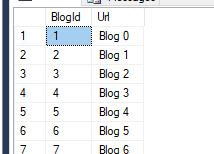 Messages
BlogId Url
1 1 Blog 0
2 2 Blog 1
3 3 Blog 2
4 4 Blog 3
5 5 Blog 4
6 6 Blog 5
7 7 Blog 6